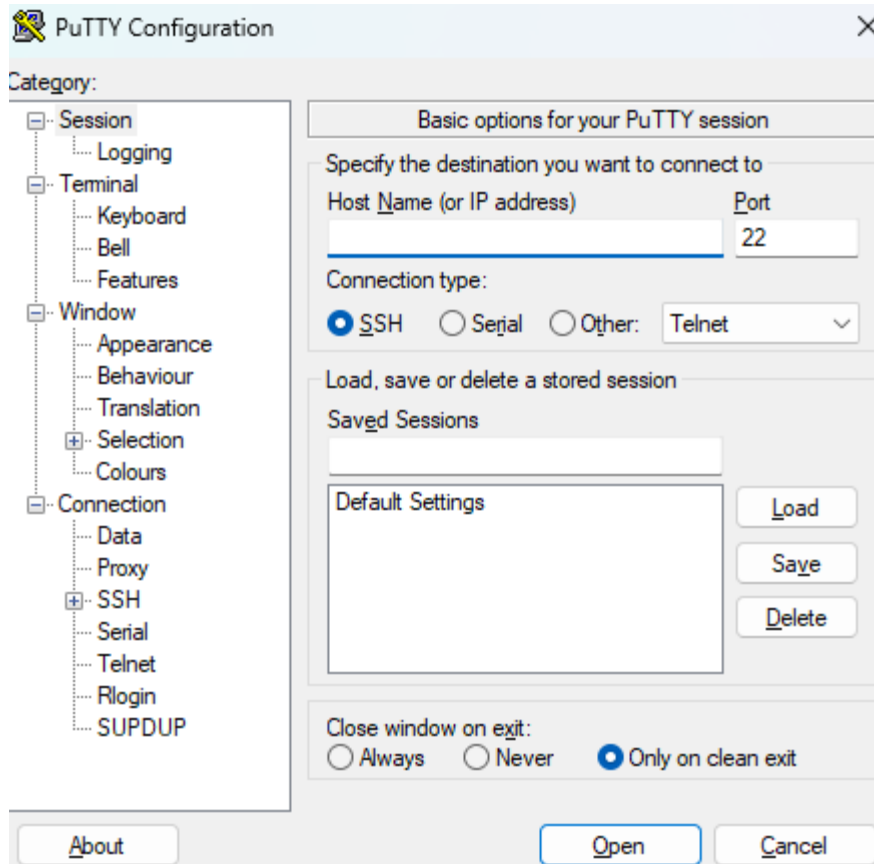 PuTTY Configuration
Category:
Session
Logging
Terminal
Keyboard
Bell
Features
Window
Appearance
Behaviour
Translation
Selection
Colours
Connection
Data
Proxy
SSH
Serial
Telnet
Rlogin
SUPDUP
Basic options for your PuTTY session
Specify the destination you want to connect to
Host Name (or IP address) Port
22
Connection type:
SSH Serial Other: Telnet
Load, save or delete a stored session
Saved Sessions
Default Settings
Load
Save
Delete
Close window on exit:
Always Never Only on clean exit
About Open Cancel